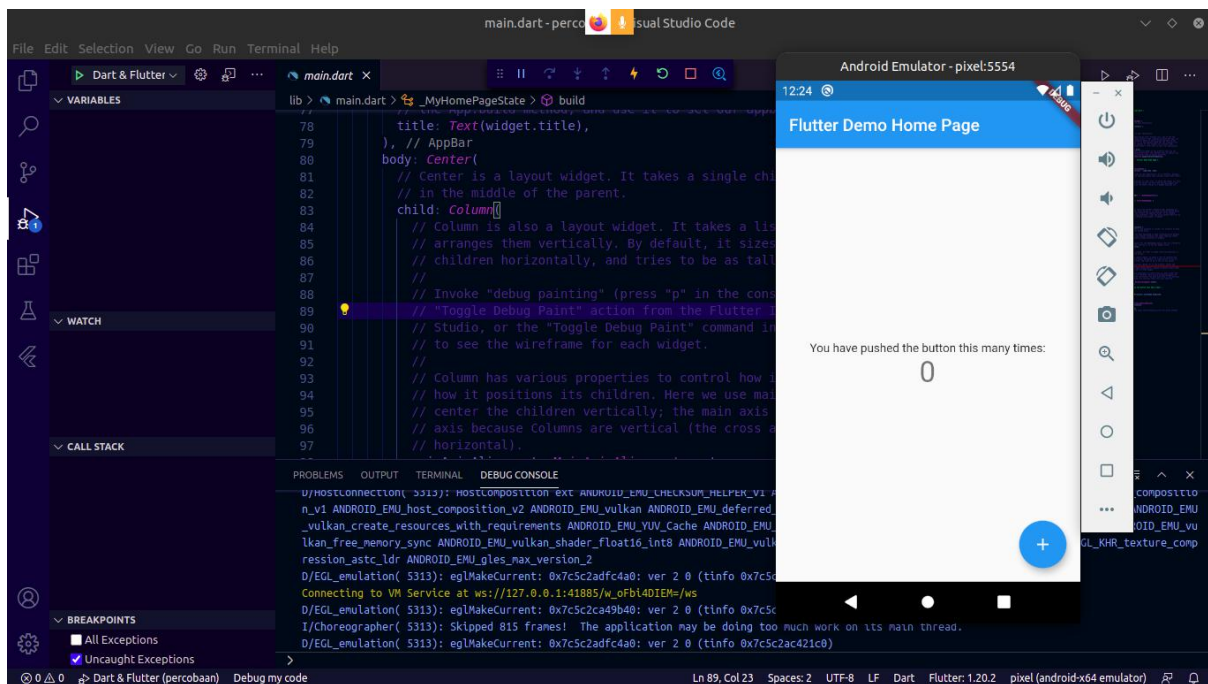 main.dart - perco isual Studio Code
File Edit Selection View Go Run Terminal Help
Dart & Flutter
main.dart
Android Emulator - pixel:5554
VARIABLES
lib > main.dart > _MyHomePageState > build
12:24
DEBUG
Flutter Demo Home Page
78 title: Text(widget.title),
79 ), // AppBar
80 body: Center(
81 // Center is a layout widget. It takes a single chi
82 // in the middle of the parent.
83 child: Column(
84 // Column is also a layout widget. It takes a lis
85 // arranges them vertically. By default, it sizes
86 // children horizontally, and tries to be as tall
87 //
88 // Invoke "debug painting" (press "p" in the cons
89 // "Toggle Debug Paint" action from the Flutter I
90 // Studio, or the "Toggle Debug Paint" command in
91 // to see the wireframe for each widget.
92 //
93 // Column has various properties to control how i
94 // how it positions its children. Here we use mai
95 // center the children vertically; the main axis
96 // axis because Columns are vertical (the cross a
97 // horizontal).
WATCH
CALL STACK
You have pushed the button this many times:
0
+
PROBLEMS OUTPUT TERMINAL DEBUG CONSOLE
D/HostConnection( 5313): HostComposition ext ANDROID_EMU_CHECKSUM_HELPER_v1
n_v1 ANDROID_EMU_host_composition_v2 ANDROID_EMU_vulkan ANDROID_EMU_deferred_ ANDROID_EMU
_vulkan_create_resources_with_requirements ANDROID_EMU_YUV_Cache ANDROID_EMU_ OID_EMU_vu
lkan_free_memory_sync ANDROID_EMU_vulkan_shader_float16_int8 ANDROID_EMU_vulk GL_KHR_texture_comp
ression_astc_ldr ANDROID_EMU_gles_max_version_2
D/EGL_emulation( 5313): eglMakeCurrent: 0x7c5c2adfc4a0: ver 2 0 (tinfo 0x7c5c
Connecting to VM Service at ws://127.0.0.1:41885/w_oFbi4DIEM=/ws
D/EGL_emulation( 5313): eglMakeCurrent: 0x7c5c2ca49b40: ver 2 0 (tinfo 0x7c5c
I/Choreographer( 5313): Skipped 815 frames! The application may be doing too much work on its main thread.
D/EGL_emulation( 5313): eglMakeCurrent: 0x7c5c2adfc4a0: ver 2 0 (tinfo 0x7c5c2ac421c0)
>
BREAKPOINTS
All Exceptions
Uncaught Exceptions
1
0 0 Dart & Flutter (percobaan) Debug my code Ln 89, Col 23 Spaces: 2 UTF-8 LF Dart Flutter: 1.20.2 pixel (android-x64 emulator)